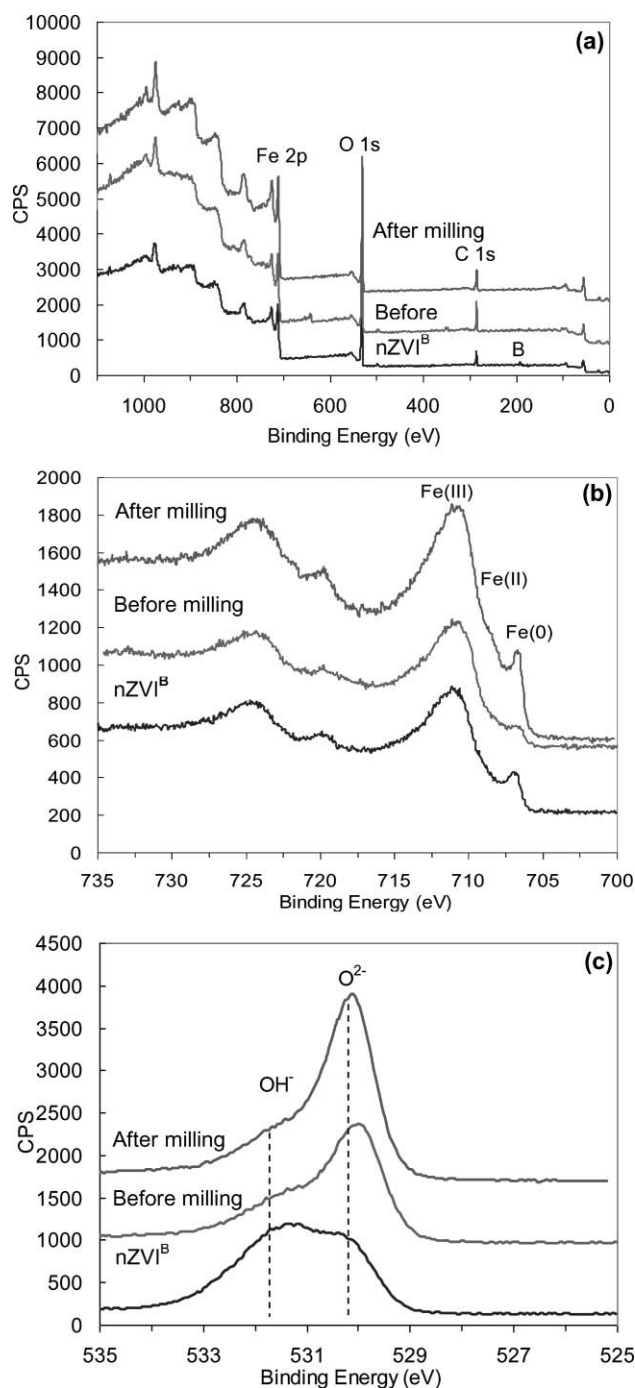 (a)
10000
9000
8000
7000
6000
5000
4000
3000
2000
1000
0
CPS
Fe 2p
O 1s
After milling
C 1s
Before
nZVIᴮ
B
1000 800 600 400 200 0
Binding Energy (eV)
(b)
2000
1800
1600
1400
1200
1000
800
600
400
200
0
CPS
After milling
Fe(III)
Fe(II)
Before milling
Fe(0)
nZVIᴮ
735 730 725 720 715 710 705 700
Binding Energy (eV)
(c)
4500
4000
3500
3000
2500
2000
1500
1000
500
0
CPS
O²⁻
OH⁻
After milling
Before milling
nZVIᴮ
535 533 531 529 527 525
Binding Energy (eV)